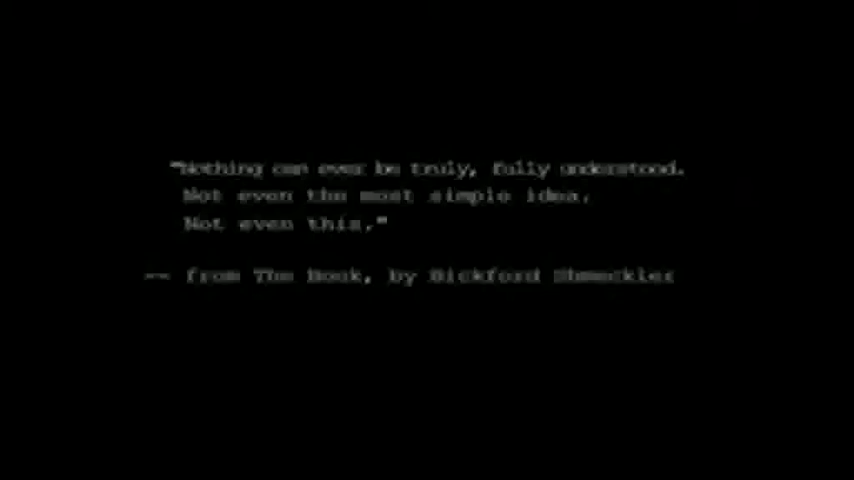 "Nothing can ever be truly, fully understood.
Not even the most simple idea.
Not even this."
-- from The Book, by Bickford Shmeckler